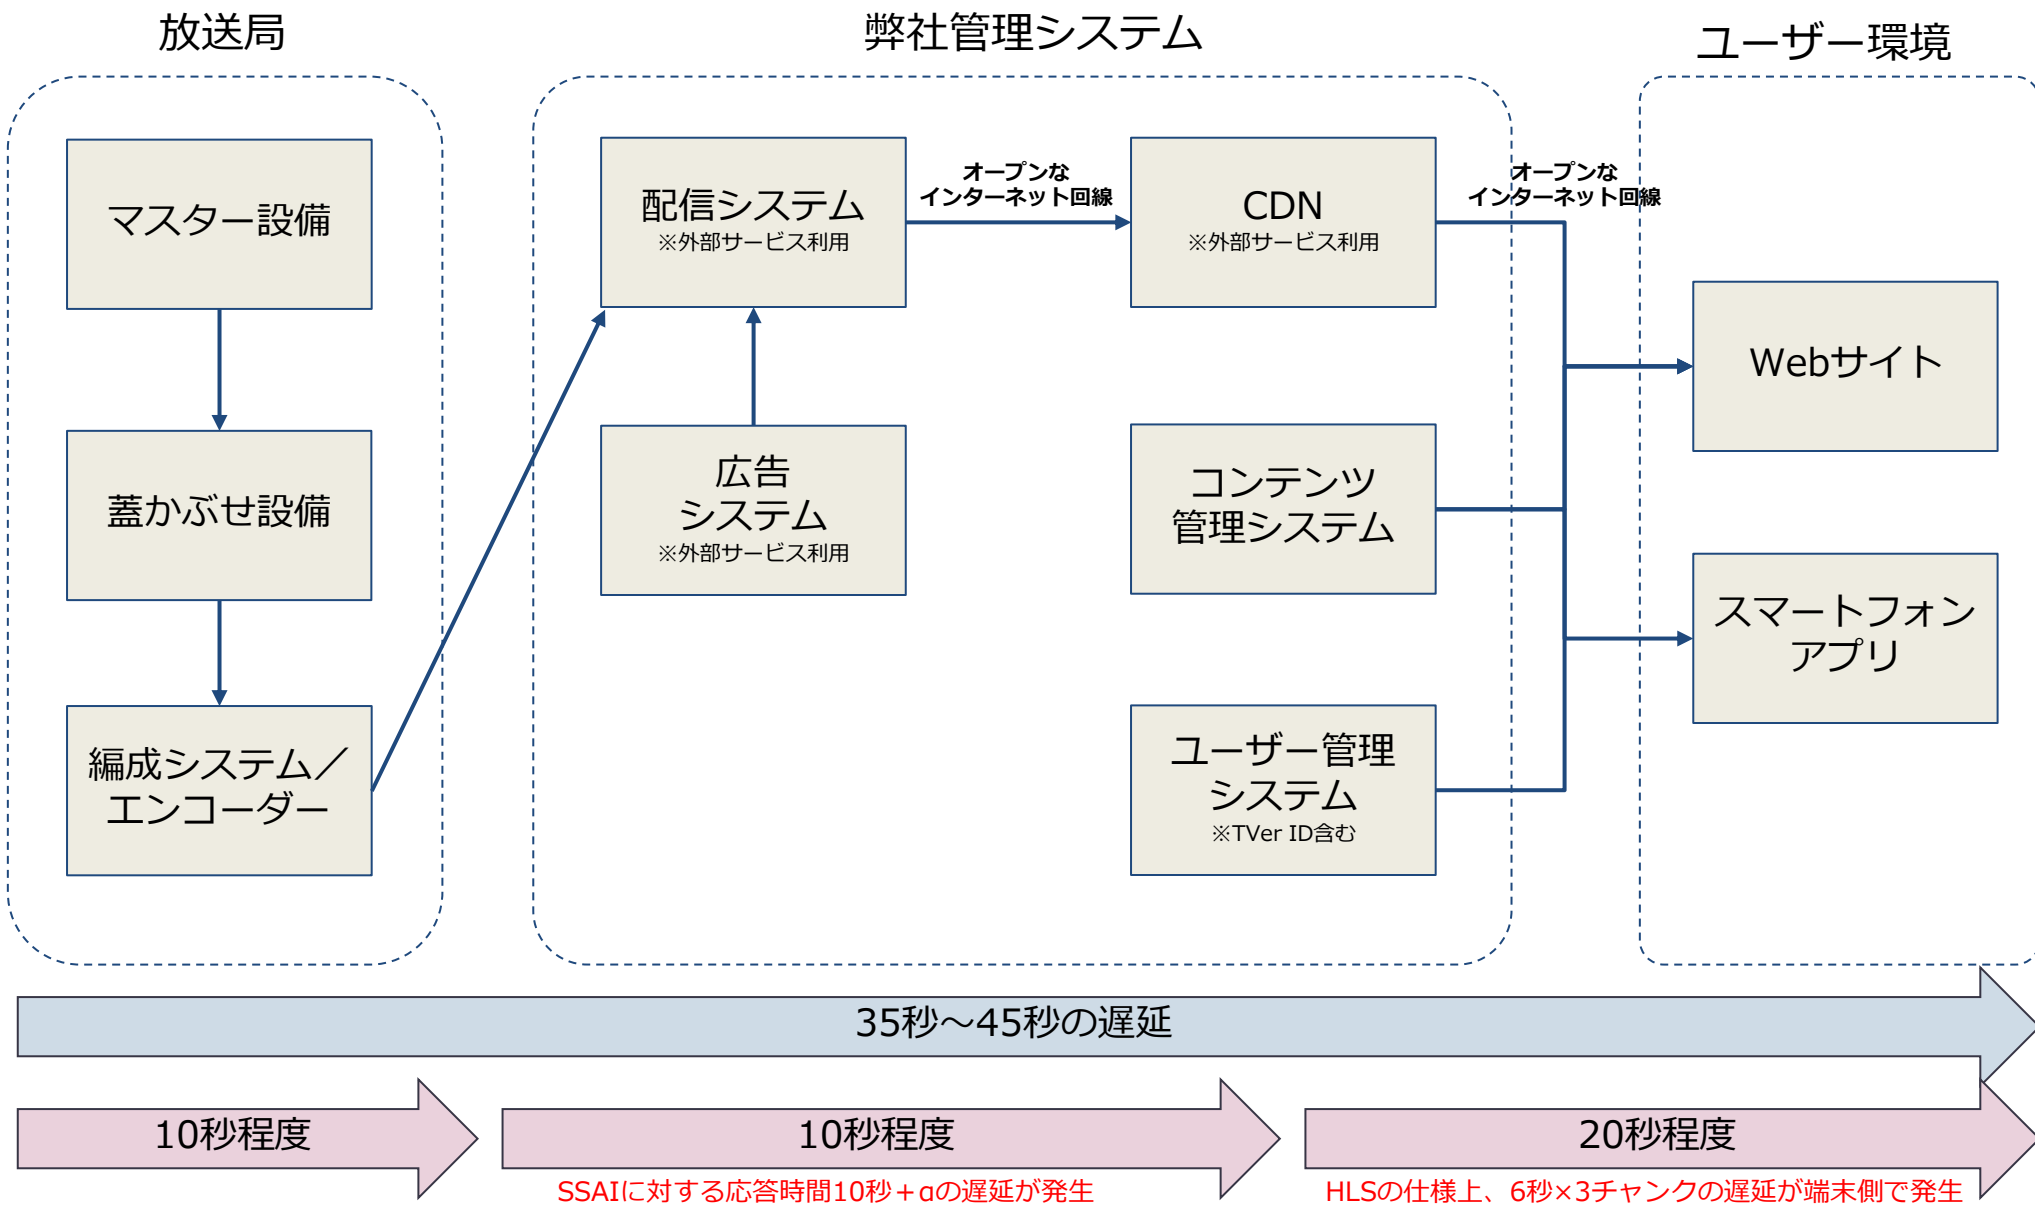 放送局
弊社管理システム
ユーザー環境
マスター設備
蓋かぶせ設備
編成システム／
エンコーダー
配信システム
※外部サービス利用
オープンな
インターネット回線
CDN
※外部サービス利用
オープンな
インターネット回線
広告
システム
※外部サービス利用
コンテンツ
管理システム
ユーザー管理
システム
※TVer ID含む
Webサイト
スマートフォン
アプリ
35秒～45秒の遅延
10秒程度
10秒程度
20秒程度
SSAIに対する応答時間10秒＋αの遅延が発生
HLSの仕様上、6秒×3チャンクの遅延が端末側で発生